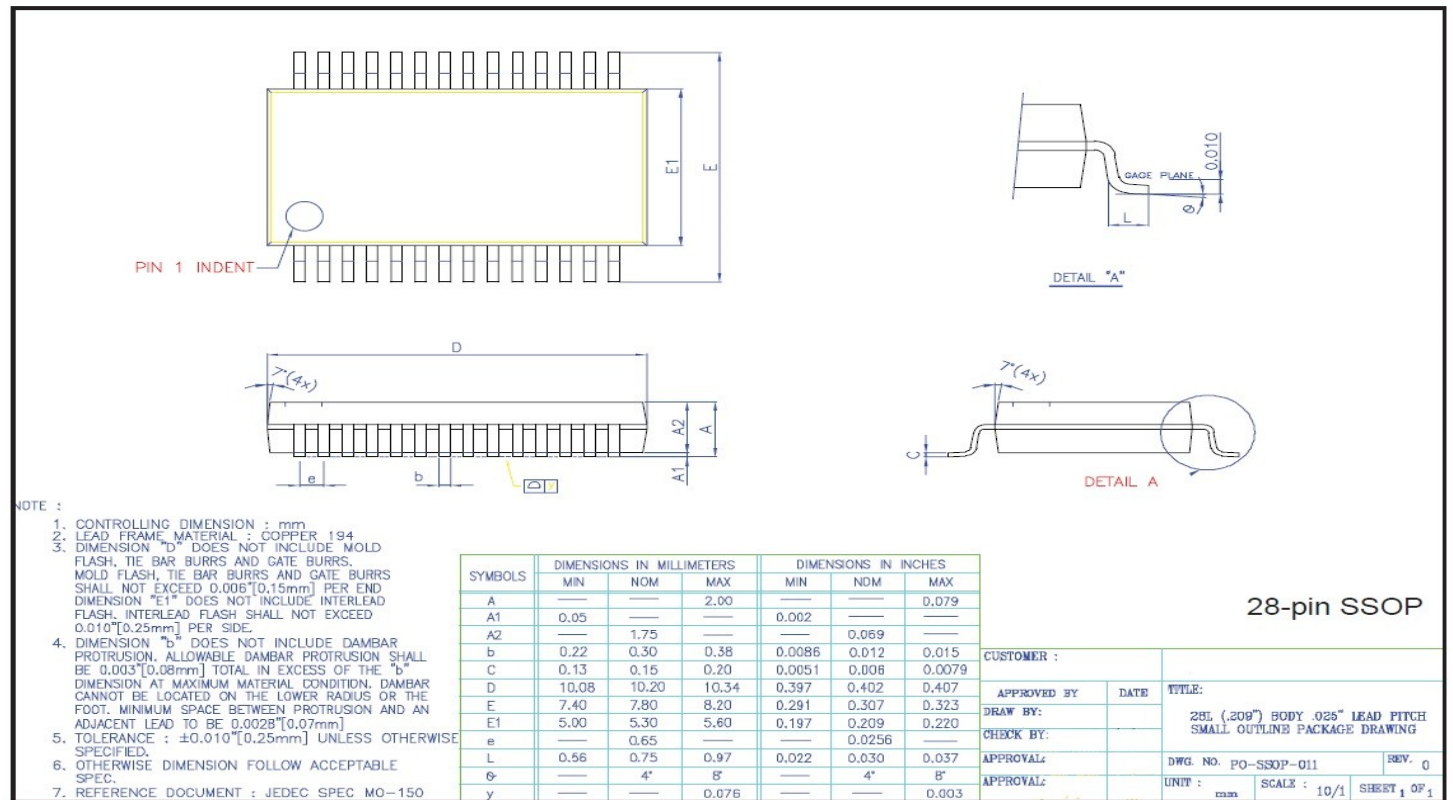 E1
E
PIN 1 INDENT
GAGE PLANE
0.010
L
Ø
DETAIL "A"
D
7°(4x)
A2
A
A1
e
b
D y
7°(4x)
C
DETAIL A
NOTE :
1. CONTROLLING DIMENSION : mm
2. LEAD FRAME MATERIAL : COPPER 194
3. DIMENSION "D" DOES NOT INCLUDE MOLD
FLASH, TIE BAR BURRS AND GATE BURRS.
MOLD FLASH, TIE BAR BURRS AND GATE BURRS
SHALL NOT EXCEED 0.006"[0.15mm] PER END
DIMENSION "E1" DOES NOT INCLUDE INTERLEAD
FLASH. INTERLEAD FLASH SHALL NOT EXCEED
0.010"[0.25mm] PER SIDE.
4. DIMENSION "b" DOES NOT INCLUDE DAMBAR
PROTRUSION. ALLOWABLE DAMBAR PROTRUSION SHALL
BE 0.003"[0.08mm] TOTAL IN EXCESS OF THE "b"
DIMENSION AT MAXIMUM MATERIAL CONDITION. DAMBAR
CANNOT BE LOCATED ON THE LOWER RADIUS OR THE
FOOT. MINIMUM SPACE BETWEEN PROTRUSION AND AN
ADJACENT LEAD TO BE 0.0028"[0.07mm]
5. TOLERANCE : ±0.010"[0.25mm] UNLESS OTHERWISE
SPECIFIED.
6. OTHERWISE DIMENSION FOLLOW ACCEPTABLE
SPEC.
7. REFERENCE DOCUMENT : JEDEC SPEC MO-150
SYMBOLS DIMENSIONS IN MILLIMETERS DIMENSIONS IN INCHES
MIN NOM MAX MIN NOM MAX
A — — 2.00 — — 0.079
A1 0.05 — — 0.002 — —
A2 — 1.75 — — 0.069 —
b 0.22 0.30 0.38 0.0086 0.012 0.015
C 0.13 0.15 0.20 0.0051 0.006 0.0079
D 10.08 10.20 10.34 0.397 0.402 0.407
E 7.40 7.80 8.20 0.291 0.307 0.323
E1 5.00 5.30 5.60 0.197 0.209 0.220
e — 0.65 — — 0.0256 —
L 0.56 0.75 0.97 0.022 0.030 0.037
θ — 4° 8° — 4° 8°
y — — 0.076 — — 0.003
28-pin SSOP
CUSTOMER :
APPROVED BY DATE
DRAW BY:
CHECK BY:
APPROVAL:
APPROVAL:
TITLE:
28L (.209") BODY .025" LEAD PITCH
SMALL OUTLINE PACKAGE DRAWING
DWG. NO. PO-SSOP-011 REV. 0
UNIT : mm SCALE : 10/1 SHEET 1 OF 1